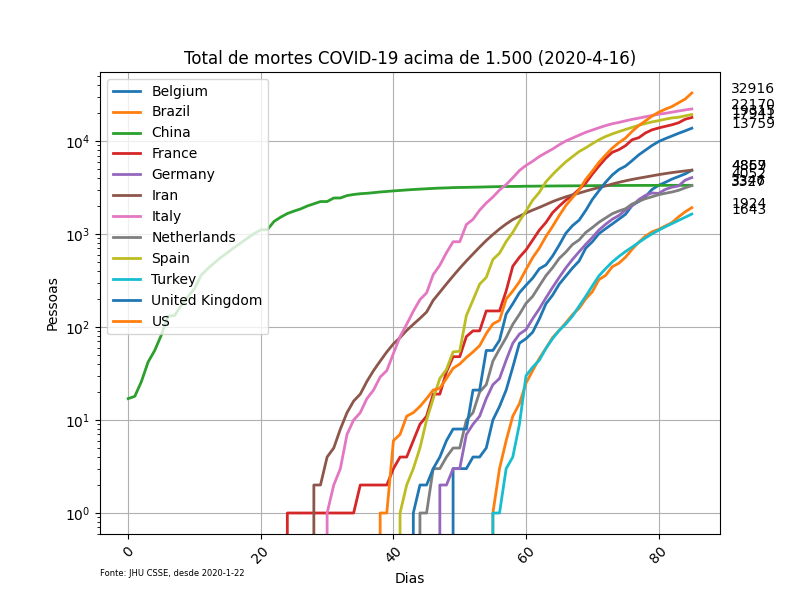 Total de mortes COVID-19 acima de 1.500 (2020-4-16)
32916
22170
13759
4052
1924
1643
Belgium
Brazil
China
France
Germany
Iran
Italy
Netherlands
Spain
Turkey
United Kingdom
US
10⁴
10³
10²
10¹
10⁰
Pessoas
0
20
40
60
80
Dias
Fonte: JHU CSSE, desde 2020-1-22